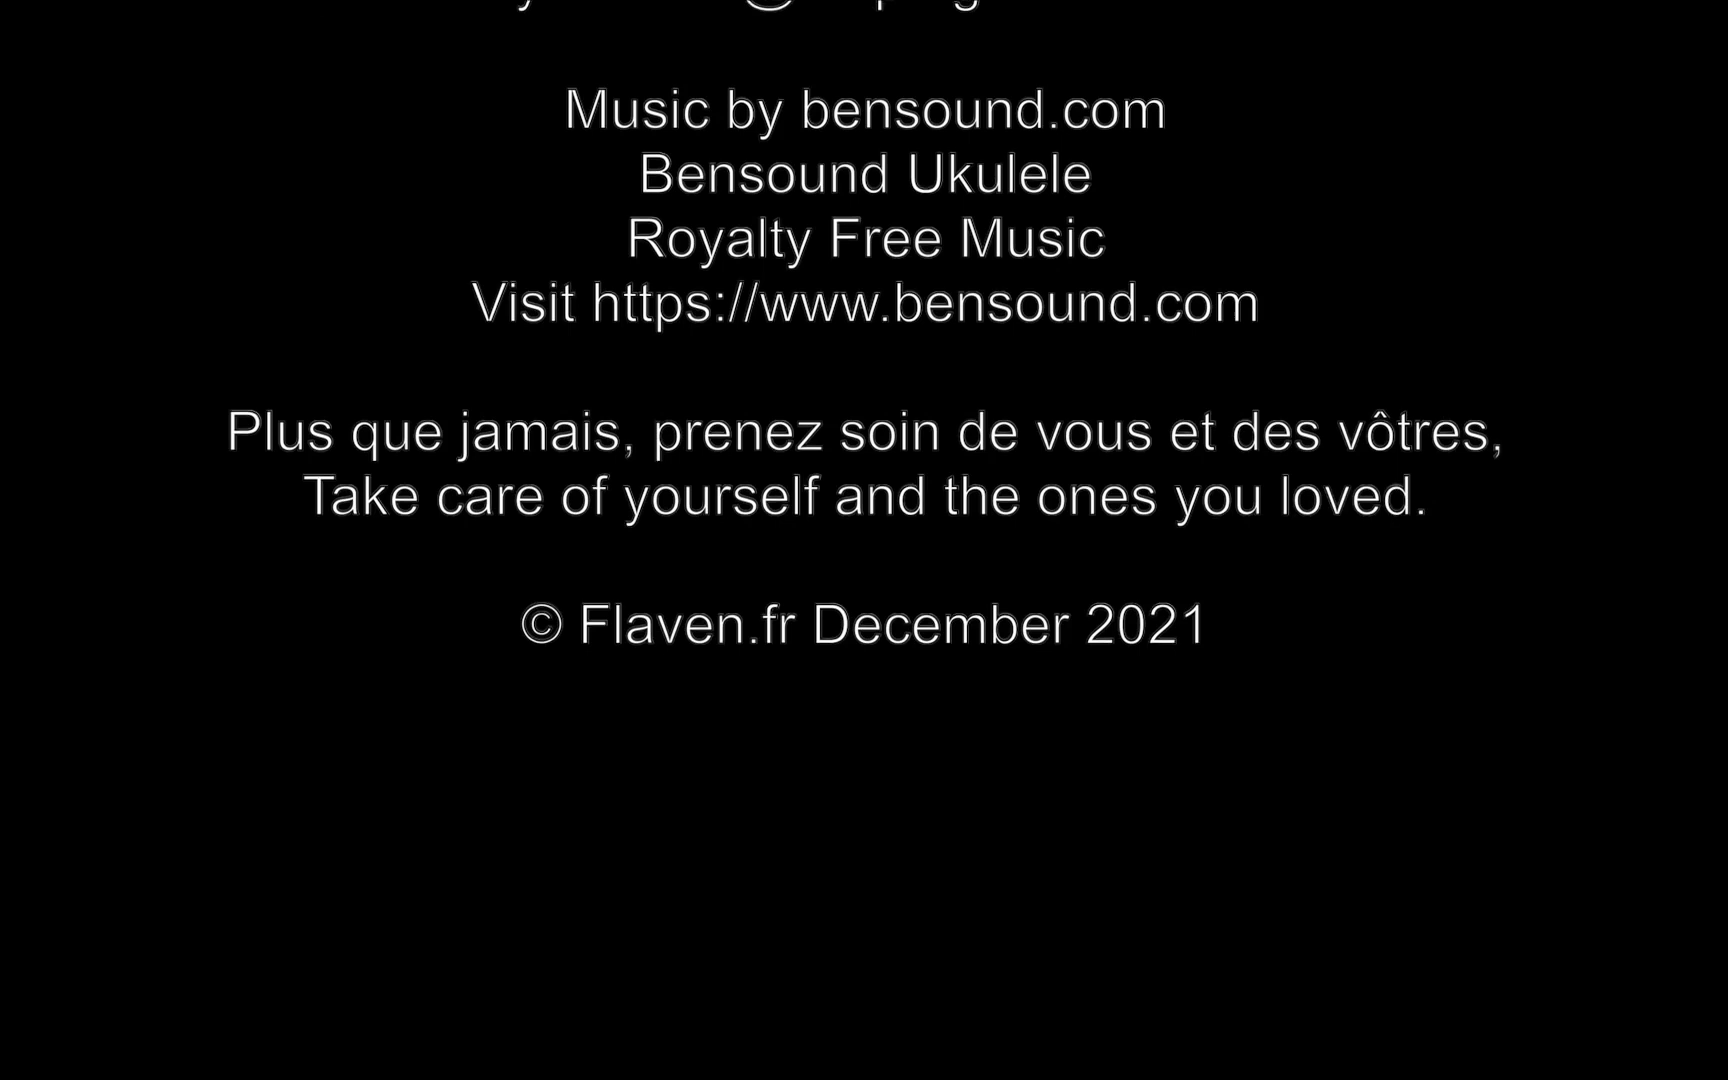 Music by bensound.com
Bensound Ukulele
Royalty Free Music
Visit https://www.bensound.com
Plus que jamais, prenez soin de vous et des vôtres,
Take care of yourself and the ones you loved.
© Flaven.fr December 2021